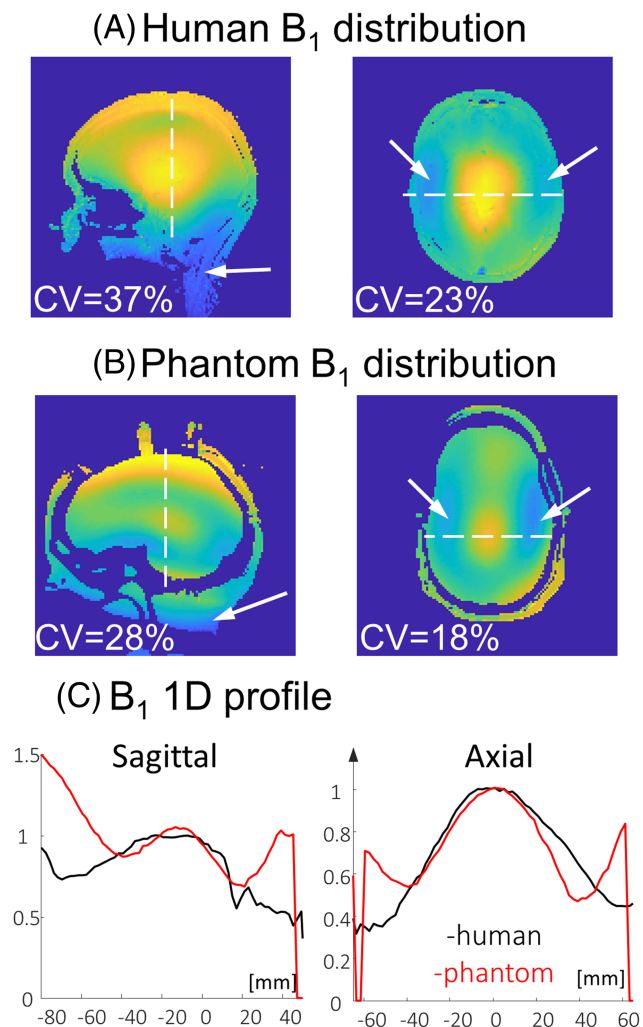 (A) Human B₁ distribution
CV=37%
CV=23%
(B) Phantom B₁ distribution
CV=28%
CV=18%
(C) B₁ 1D profile
Sagittal
Axial
1.5
1
0.5
0
-80 -60 -40 -20 0 20 40
[mm]
1
0.8
0.6
0.4
0.2
0
-60 -40 -20 0 20 40 60
-human
-phantom
[mm]